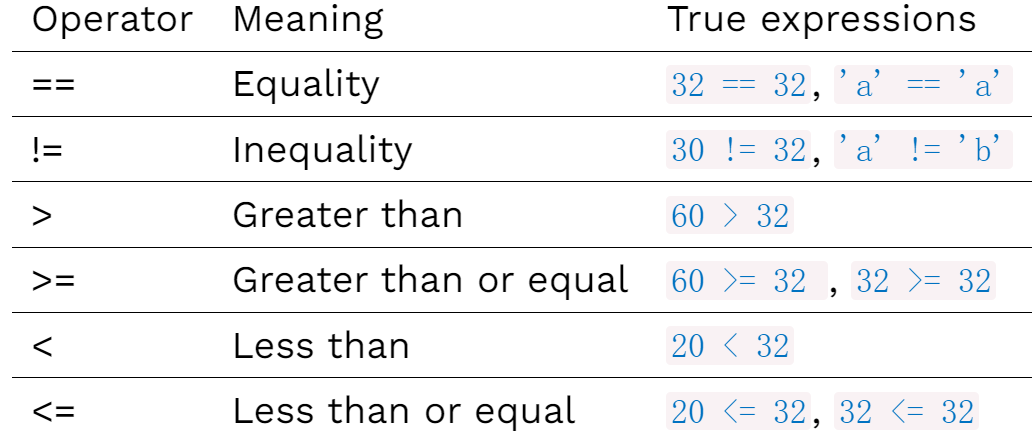 Operator Meaning True expressions
== Equality 32 == 32, 'a' == 'a'
!= Inequality 30 != 32, 'a' != 'b'
> Greater than 60 > 32
>= Greater than or equal 60 >= 32 , 32 >= 32
< Less than 20 < 32
<= Less than or equal 20 <= 32, 32 <= 32